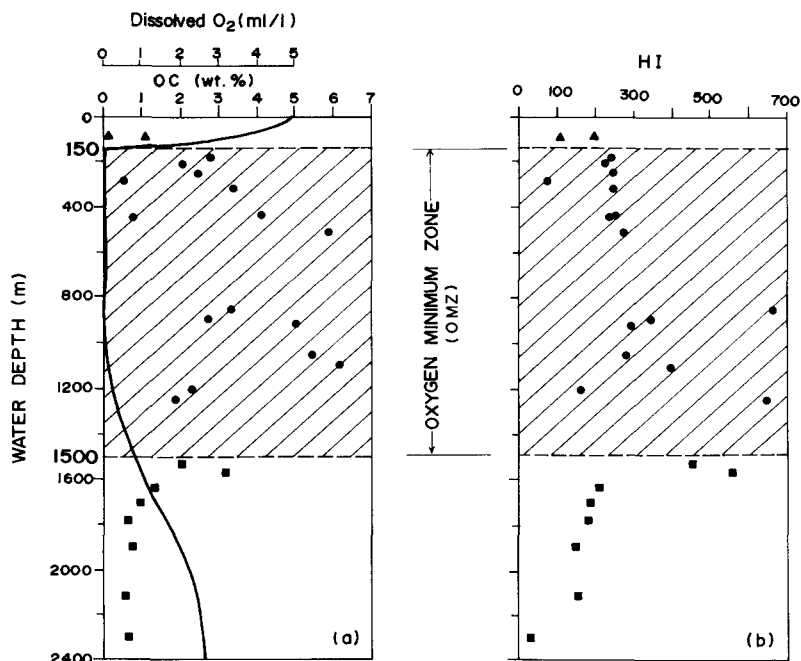 Dissolved O₂ (ml/l)
0 1 2 3 4 5
OC (wt. %)
0 1 2 3 4 5 6 7
0
150
400
800
1200
1500
1600
2000
2400
WATER DEPTH (m)
(a)
OXYGEN MINIMUM ZONE
(OMZ)
HI
0 100 300 500 700
(b)